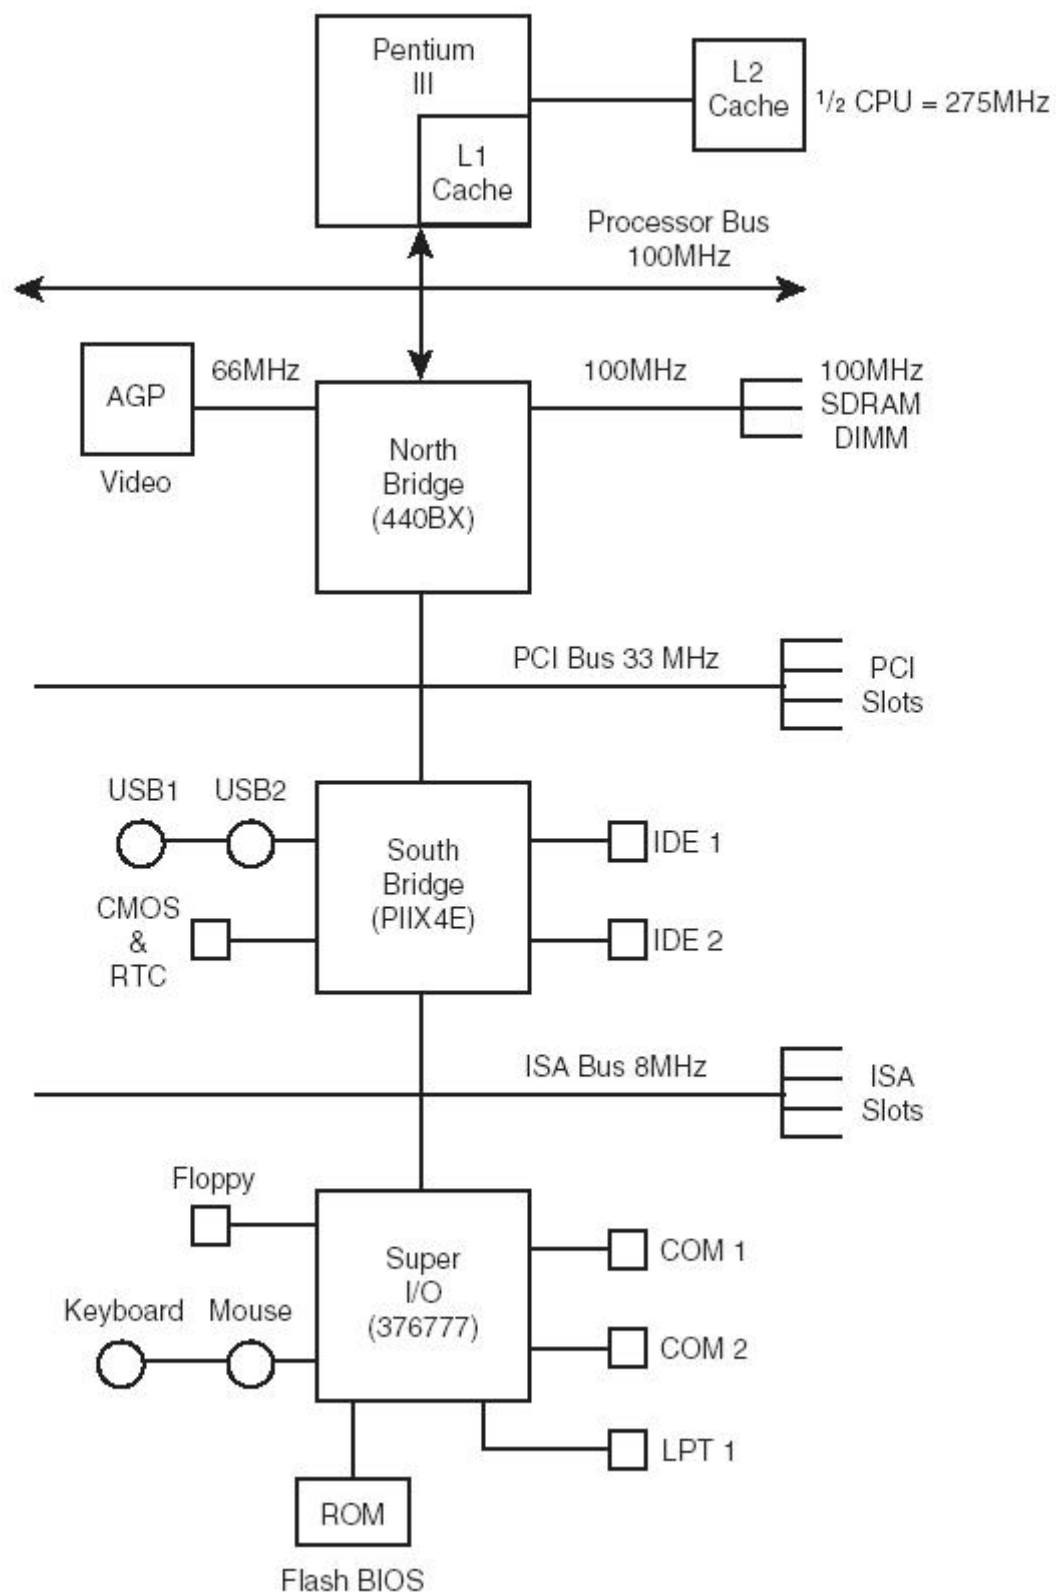 Pentium
III
L1
Cache
L2
Cache
1/2 CPU = 275MHz
Processor Bus
100MHz
AGP
Video
66MHz
100MHz
100MHz
SDRAM
DIMM
North
Bridge
(440BX)
PCI Bus 33 MHz
PCI
Slots
USB1
USB2
CMOS
&
RTC
South
Bridge
(PIIX4E)
IDE 1
IDE 2
ISA Bus 8MHz
ISA
Slots
Floppy
Keyboard
Mouse
Super
I/O
(376777)
COM 1
COM 2
LPT 1
ROM
Flash BIOS